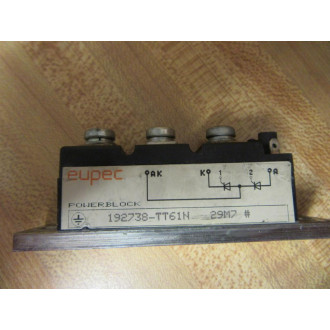 eupec
AK K 1 2 A
POWERBLOCK
192738-TT61N 29M7 #